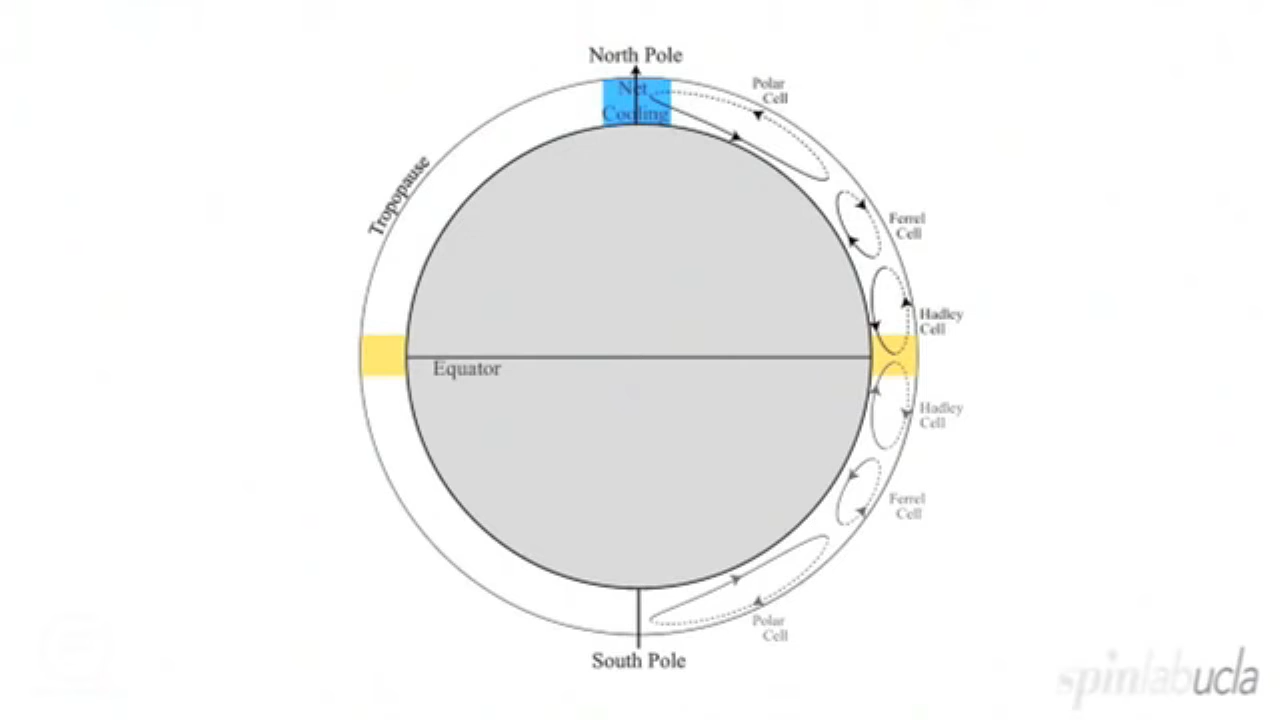 North Pole
Net
Cooling
Polar
Cell
Tropopause
Ferrel
Cell
Hadley
Cell
Equator
Hadley
Cell
Ferrel
Cell
Polar
Cell
South Pole
spinlabucla